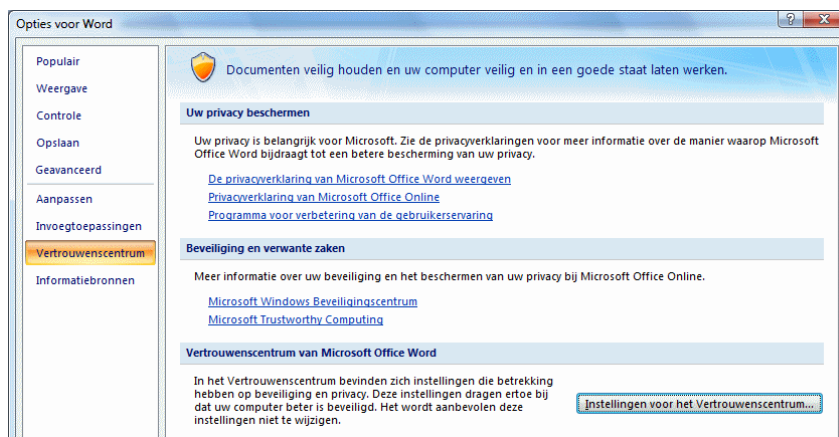 Opties voor Word
Populair
Weergave
Controle
Opslaan
Geavanceerd
Aanpassen
Invoegtoepassingen
Vertrouwenscentrum
Informatiebronnen
Documenten veilig houden en uw computer veilig en in een goede staat laten werken.
Uw privacy beschermen
Uw privacy is belangrijk voor Microsoft. Zie de privacyverklaringen voor meer informatie over de manier waarop Microsoft
Office Word bijdraagt tot een betere bescherming van uw privacy.
De privacyverklaring van Microsoft Office Word weergeven
Privacyverklaring van Microsoft Office Online
Programma voor verbetering van de gebruikerservaring
Beveiliging en verwante zaken
Meer informatie over uw beveiliging en het beschermen van uw privacy bij Microsoft Office Online.
Microsoft Windows Beveiligingscentrum
Microsoft Trustworthy Computing
Vertrouwenscentrum van Microsoft Office Word
In het Vertrouwenscentrum bevinden zich instellingen die betrekking
hebben op beveiliging en privacy. Deze instellingen dragen ertoe bij
dat uw computer beter is beveiligd. Het wordt aanbevolen deze
instellingen niet te wijzigen.
Instellingen voor het Vertrouwenscentrum...